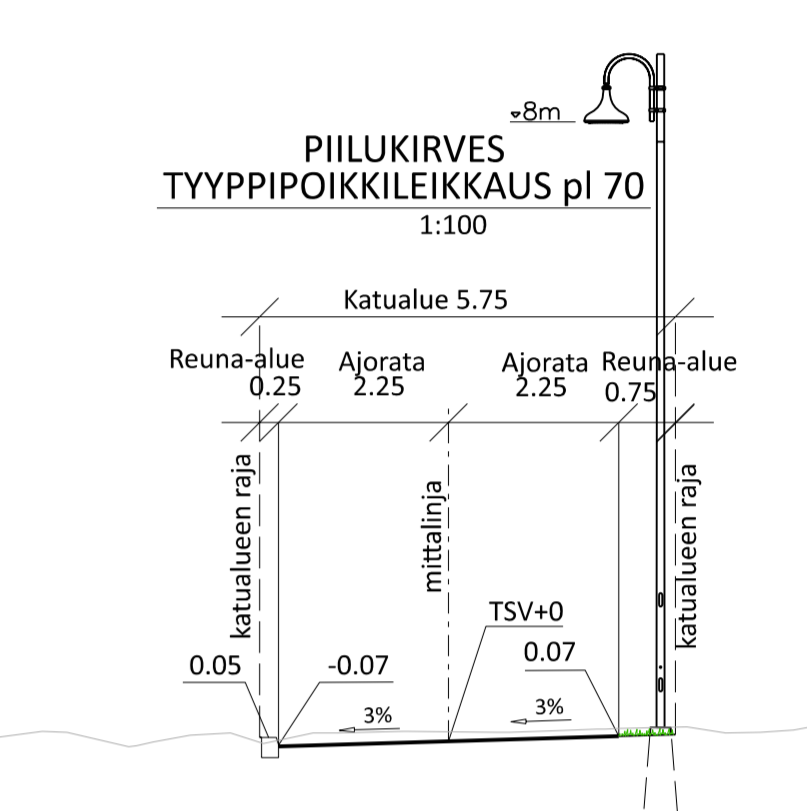 8m
PIILUKIRVES
TYYPPIPOIKKILEIKKAUS pl 70
1:100
Katualue 5.75
Reuna-alue
0.25
Ajorata
2.25
Ajorata
2.25
Reuna-alue
0.75
katualueen raja
mittalinja
katualueen raja
TSV+0
0.05
-0.07
0.07
3%
3%